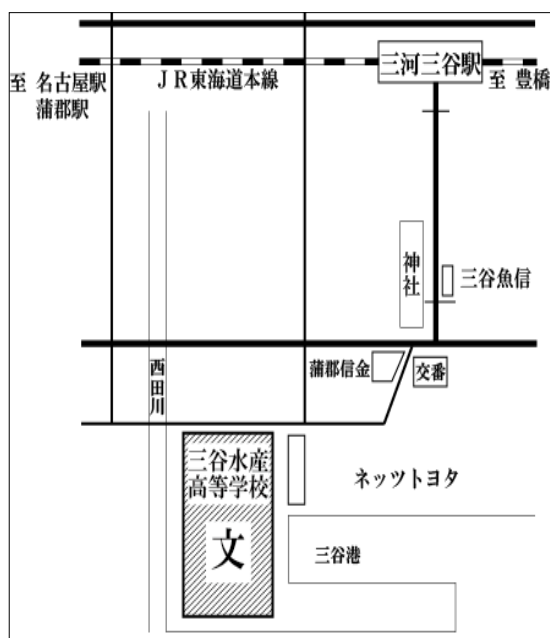 三河三谷駅
至 名古屋駅
蒲郡駅
ＪＲ東海道本線
至 豊橋
神社
三谷魚信
西田川
蒲郡信金
交番
三谷水産
高等学校
文
ネッツトヨタ
三谷港